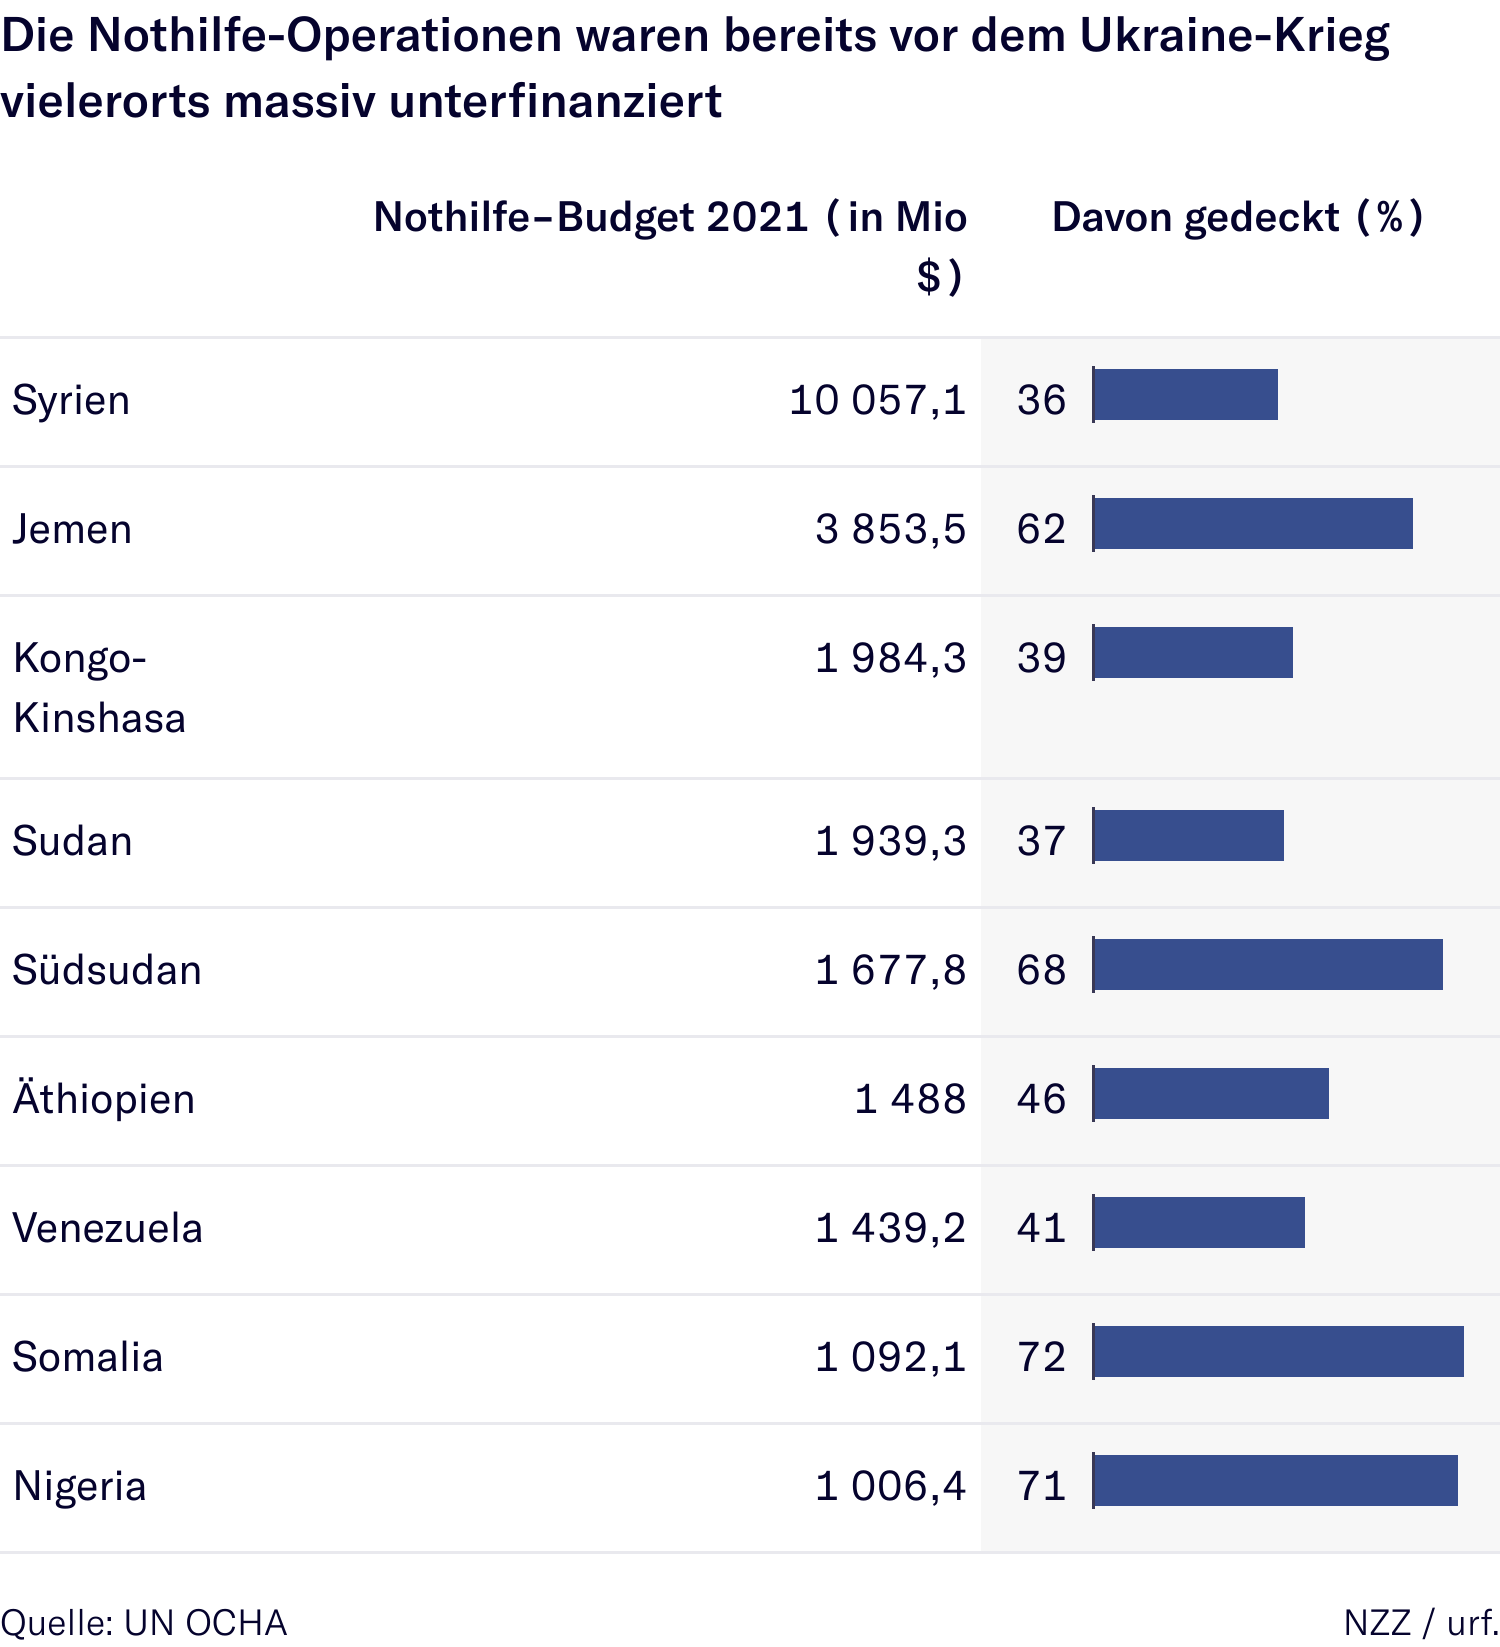 Die Nothilfe-Operationen waren bereits vor dem Ukraine-Krieg
vielerorts massiv unterfinanziert
Nothilfe-Budget 2021 (in Mio $) Davon gedeckt (%)
Syrien 10 057,1 36
Jemen 3 853,5 62
Kongo-
Kinshasa 1 984,3 39
Sudan 1 939,3 37
Südsudan 1 677,8 68
Äthiopien 1 488 46
Venezuela 1 439,2 41
Somalia 1 092,1 72
Nigeria 1 006,4 71
Quelle: UN OCHA NZZ / urf.